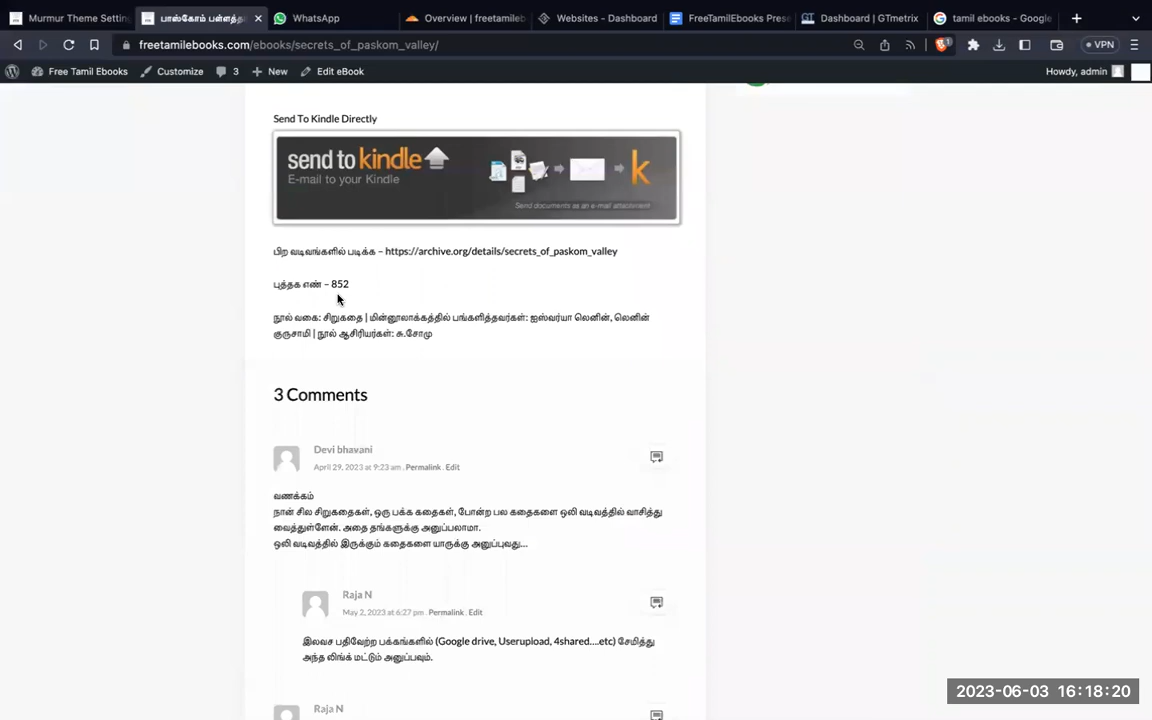 Murmur Theme Settin
பாஸ்கோம் பள்ளத்த
WhatsApp
Overview | freetamileb
Websites - Dashboard
FreeTamilEbooks Prese
Dashboard | GTmetrix
tamil ebooks - Google
freetamilebooks.com/ebooks/secrets_of_paskom_valley/
VPN
Free Tamil Ebooks
Customize
3
New
Edit eBook
Howdy, admin
Send To Kindle Directly
send to kindle
E-mail to your Kindle
k
Send documents as an e-mail attachment
பிற வடிவங்களில் படிக்க – https://archive.org/details/secrets_of_paskom_valley
புத்தக எண் – 852
நூல் வகை: சிறுகதை | மின்னூலாக்கத்தில் பங்களித்தவர்கள்: ஐஸ்வர்யா லெனின், லெனின்
குருசாமி | நூல் ஆசிரியர்கள்: சு.சோமு
3 Comments
Devi bhavani
April 29, 2023 at 9:23 am . Permalink . Edit
வணக்கம்
நான் சில சிறுகதைகள், ஒரு பக்க கதைகள், போன்ற பல கதைகளை ஒலி வடிவத்தில் வாசித்து
வைத்துள்ளேன். அதை தங்களுக்கு அனுப்பலாமா.
ஒலி வடிவத்தில் இருக்கும் கதைகளை யாருக்கு அனுப்புவது...
Raja N
May 2, 2023 at 6:27 pm . Permalink . Edit
இலவச பதிவேற்ற பக்கங்களில் (Google drive, Userupload, 4shared....etc) சேமித்து
அந்த லிங்க் மட்டும் அனுப்பவும்.
Raja N
2023-06-03 16:18:20